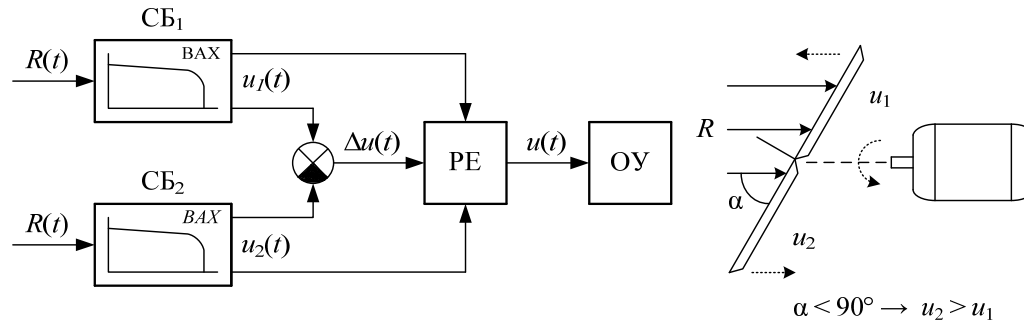 СБ₁
R(t)
ВАХ
u₁(t)
Δu(t)
РЕ
u(t)
ОУ
СБ₂
R(t)
ВАХ
u₂(t)
u₁
R
α
u₂
α < 90° → u₂ > u₁